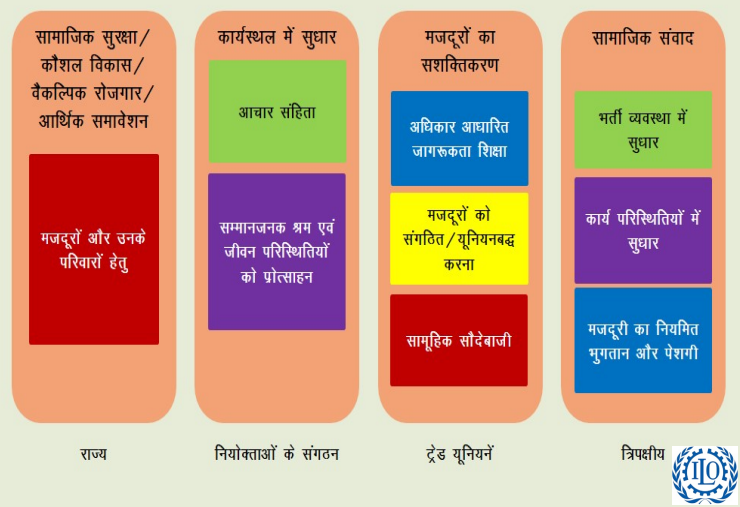 सामाजिक सुरक्षा/
कौशल विकास/
वैकल्पिक रोजगार/
आर्थिक समावेशन
मजदूरों और उनके
परिवारों हेतु
राज्य
कार्यस्थल में सुधार
आचार संहिता
सम्मानजनक श्रम एवं
जीवन परिस्थितियों
को प्रोत्साहन
नियोक्ताओं के संगठन
मजदूरों का
सशक्तिकरण
अधिकार आधारित
जागरूकता शिक्षा
मजदूरों को
संगठित/यूनियनबद्ध
करना
सामूहिक सौदेबाजी
ट्रेड यूनियनें
सामाजिक संवाद
भर्ती व्यवस्था में
सुधार
कार्य परिस्थितियों में
सुधार
मजदूरी का नियमित
भुगतान और पेशगी
त्रिपक्षीय
ILO